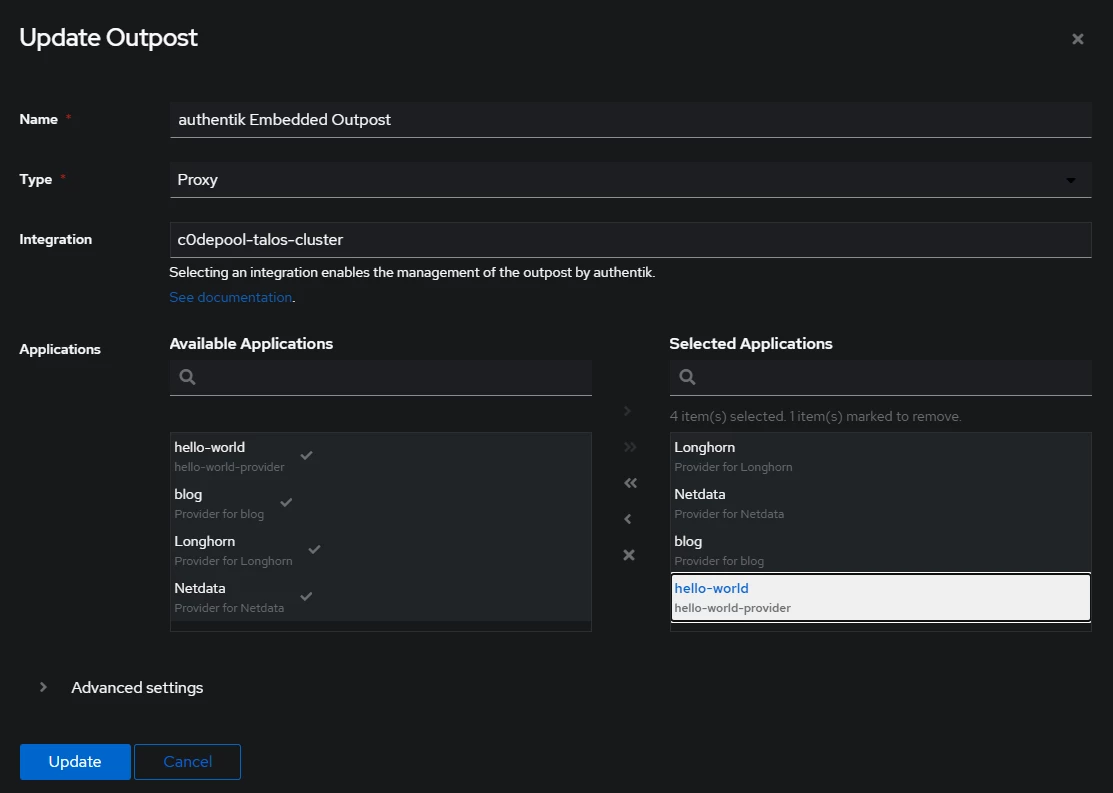 Update Outpost
Name *
authentik Embedded Outpost
Type *
Proxy
Integration
c0depool-talos-cluster
Selecting an integration enables the management of the outpost by authentik.
See documentation.
Applications
Available Applications
hello-world
hello-world-provider
blog
Provider for blog
Longhorn
Provider for Longhorn
Netdata
Provider for Netdata
Selected Applications
4 item(s) selected. 1 item(s) marked to remove.
Longhorn
Provider for Longhorn
Netdata
Provider for Netdata
blog
Provider for blog
hello-world
hello-world-provider
Advanced settings
Update
Cancel